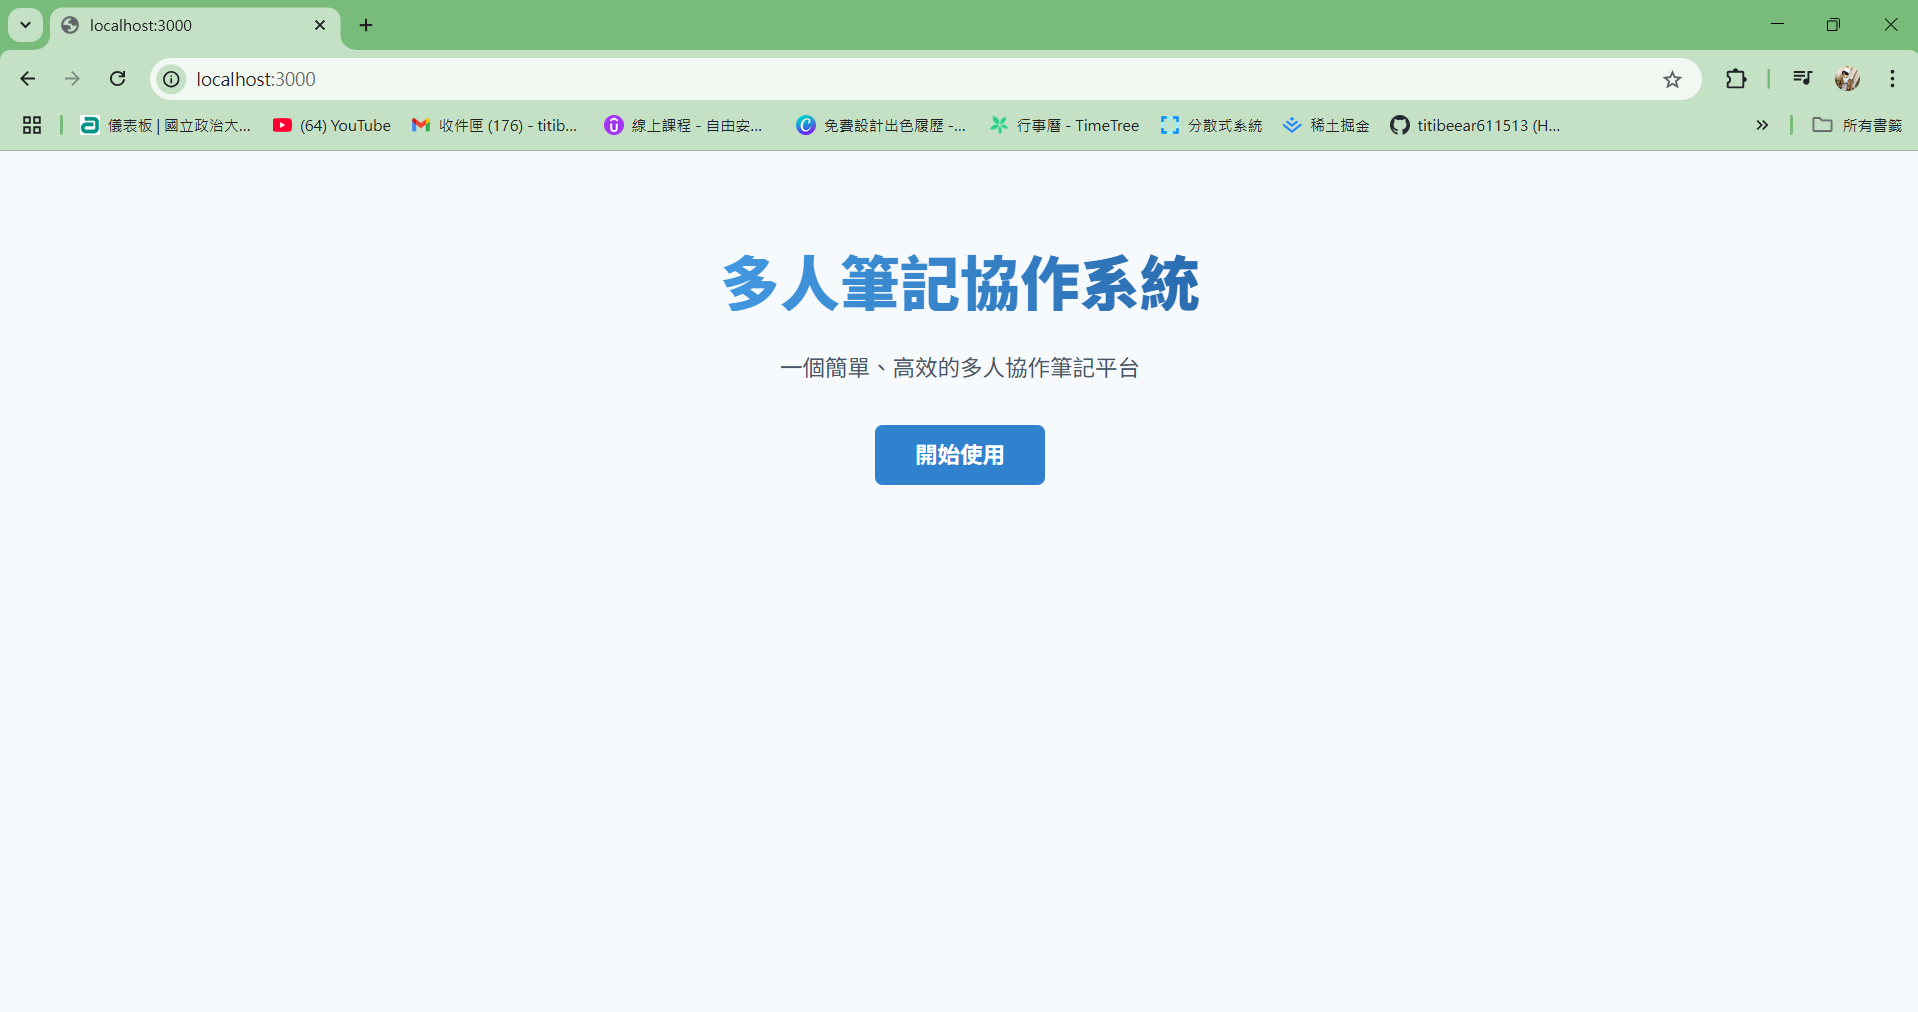 localhost:3000
localhost:3000
儀表板 | 國立政治大... (64) YouTube 收件匣 (176) - titib... 線上課程 - 自由安... 免費設計出色履歷 -... 行事曆 - TimeTree 分散式系統 稀土掘金 titibeear611513 (H... 所有書籤
多人筆記協作系統
一個簡單、高效的多人協作筆記平台
開始使用